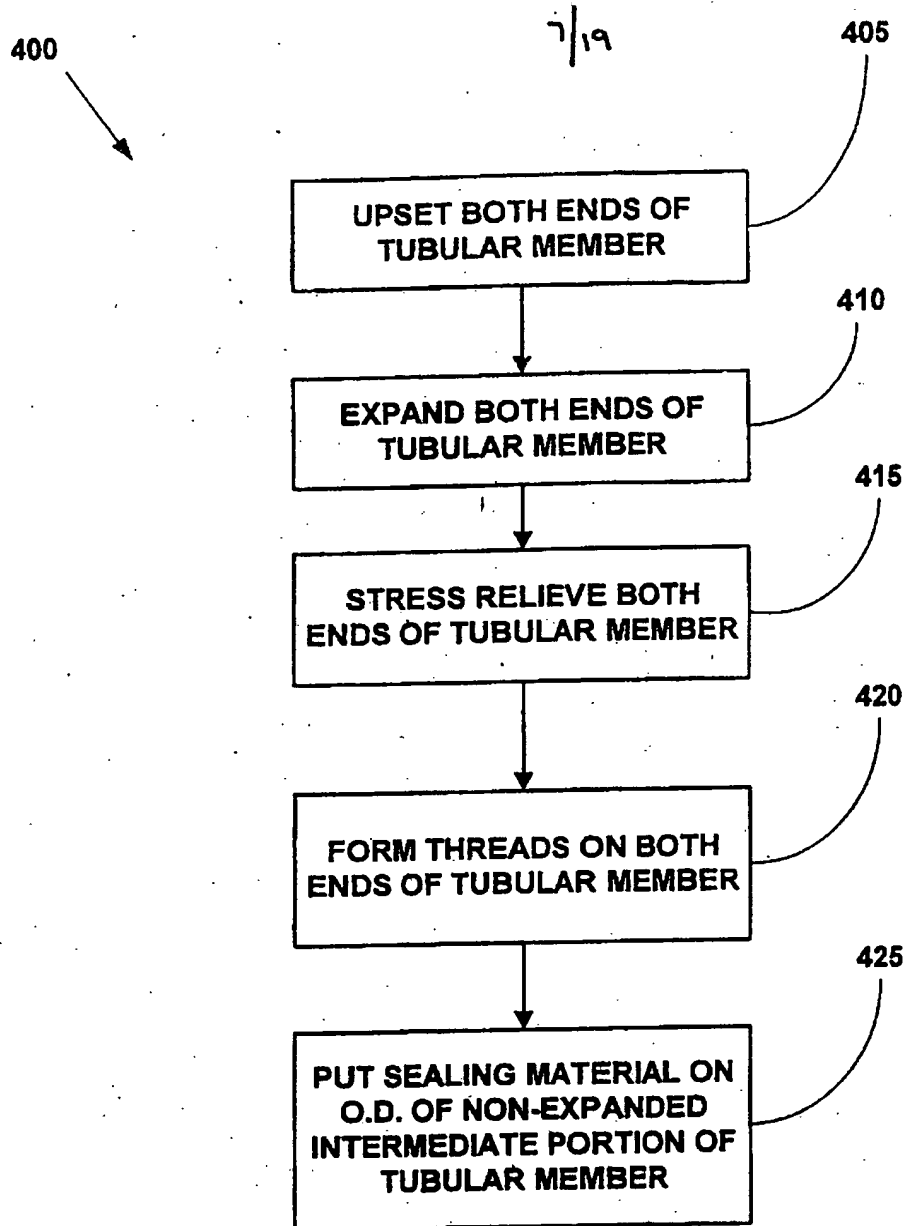 7/19
400
405
UPSET BOTH ENDS OF
TUBULAR MEMBER
410
EXPAND BOTH ENDS OF
TUBULAR MEMBER
415
STRESS RELIEVE BOTH
ENDS OF TUBULAR MEMBER
420
FORM THREADS ON BOTH
ENDS OF TUBULAR MEMBER
425
PUT SEALING MATERIAL ON
O.D. OF NON-EXPANDED
INTERMEDIATE PORTION OF
TUBULAR MEMBER